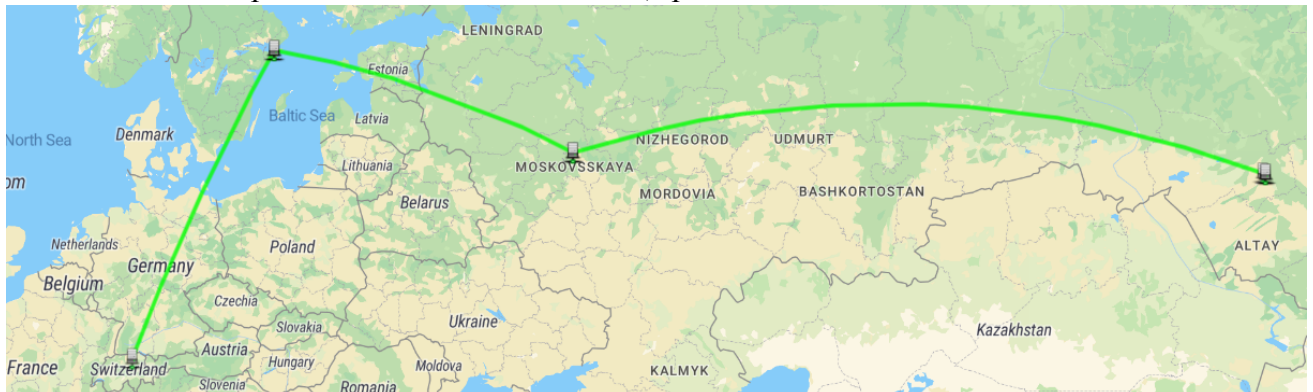 LENINGRAD
Estonia
North Sea
Denmark
Baltic Sea
Latvia
NIZHEGOROD
UDMURT
Lithuania
MOSKOVSSKAYA
om
MORDOVIA
BASHKORTOSTAN
Belarus
Netherlands
Poland
ALTAY
Belgium
Germany
Czechia
Ukraine
Kazakhstan
Slovakia
France
Switzerland
Austria
Hungary
Moldova
KALMYK
Slovenia
Romania